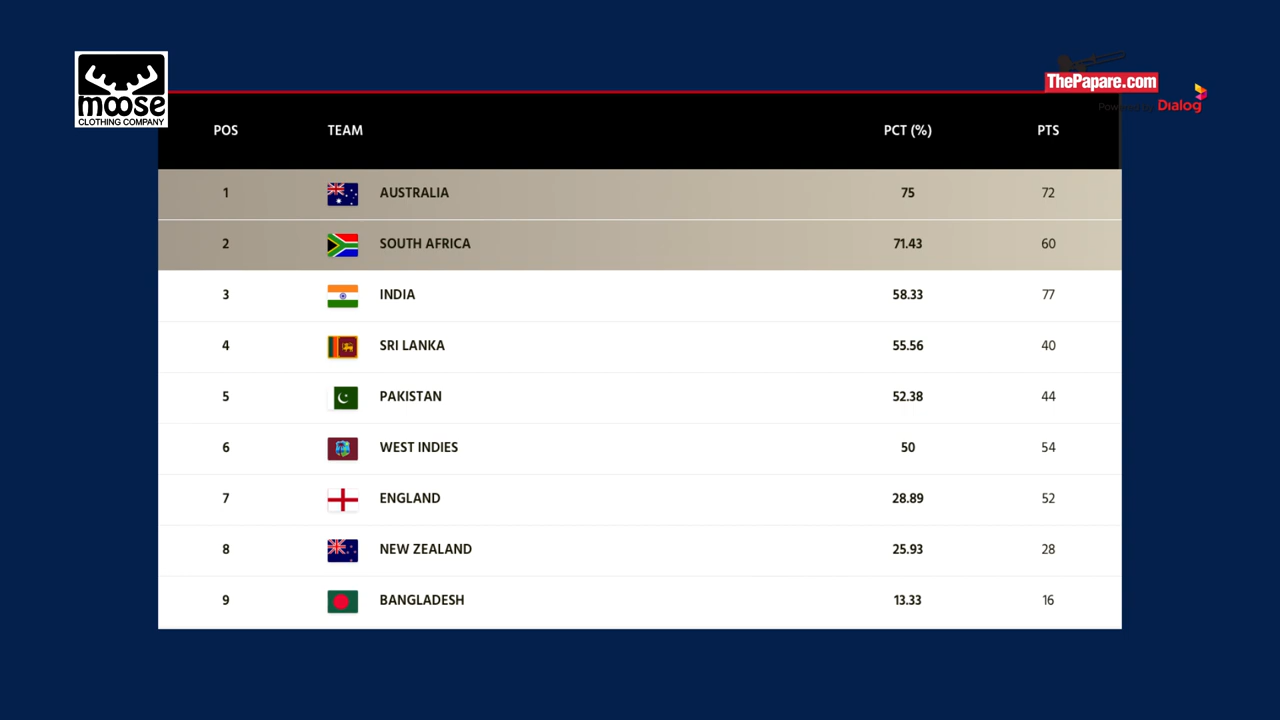 moose
CLOTHING COMPANY
ThePapare.com
Powered by Dialog
POS TEAM PCT (%) PTS
1 AUSTRALIA 75 72
2 SOUTH AFRICA 71.43 60
3 INDIA 58.33 77
4 SRI LANKA 55.56 40
5 PAKISTAN 52.38 44
6 WEST INDIES 50 54
7 ENGLAND 28.89 52
8 NEW ZEALAND 25.93 28
9 BANGLADESH 13.33 16